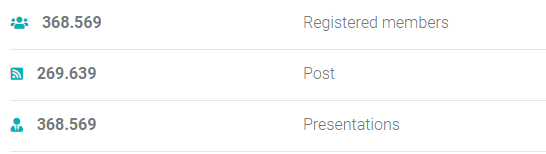 368.569 Registered members
269.639 Post
368.569 Presentations